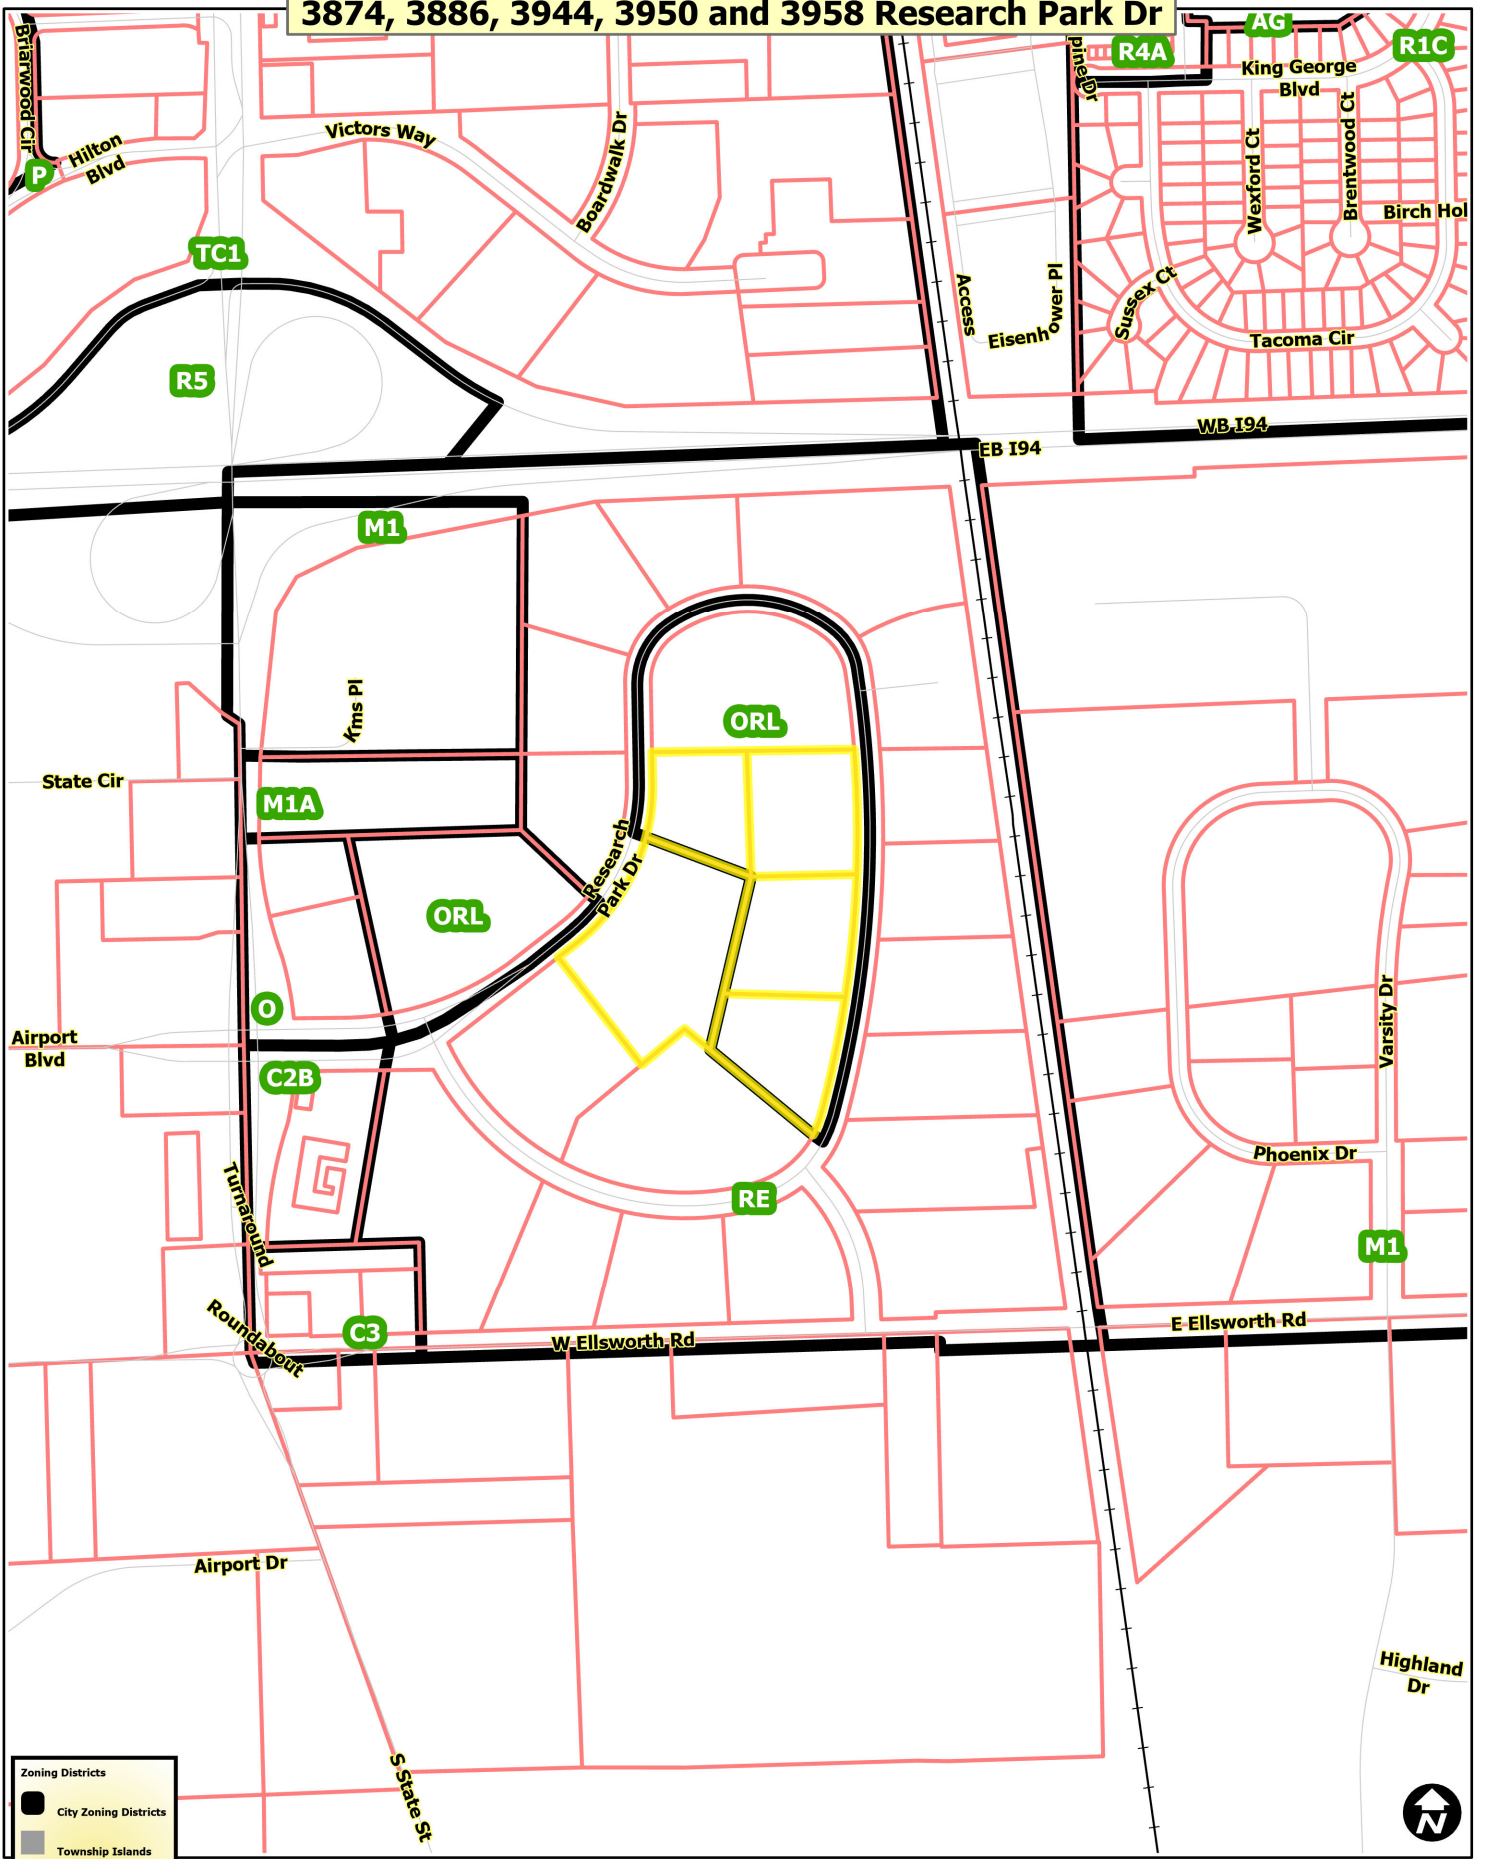 3874, 3886, 3944, 3950 and 3958 Research Park Dr
AG
R4A
R1C
Briarwood Cir
King George
Blvd
Hilton
Blvd
Victors Way
Boardwalk Dr
Wexford Ct
Brentwood Ct
P
Birch Hol
TC1
Access
Eisenhower Pl
Sussex Ct
Tacoma Cir
R5
WB I94
EB I94
M1
Kms Pl
ORL
State Cir
M1A
Research
Park Dr
ORL
O
Airport
Blvd
C2B
Varsity Dr
Phoenix Dr
Turnaround
RE
M1
Roundabout
C3
W Ellsworth Rd
E Ellsworth Rd
Airport Dr
Highland
Dr
S State St
Zoning Districts
City Zoning Districts
Township Islands
N